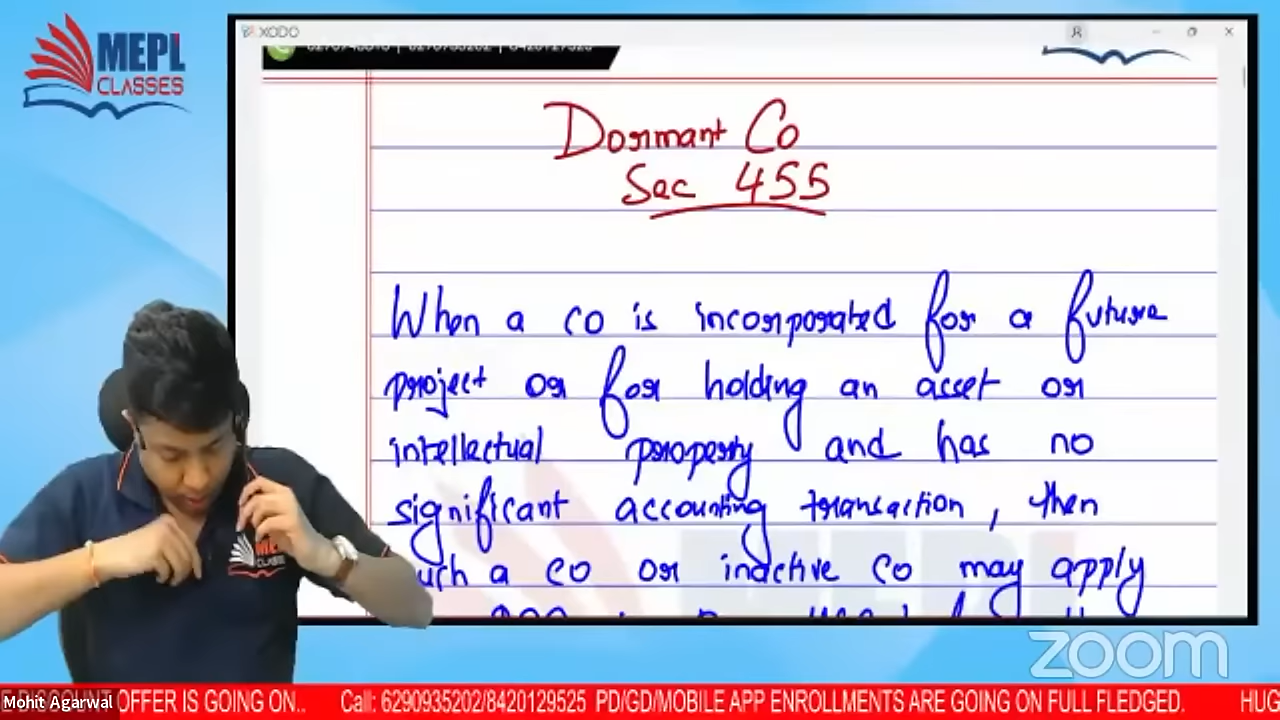 MEPL
CLASSES
XODO
Dormant Co
Sec 455
When a co is incorporated for a future
project or for holding an asset or
intellectual property and has no
significant accounting transaction, then
such a co or inactive co may apply
zoom
Mohit Agarwal
E DISCOUNT OFFER IS GOING ON.. Call: 6290935202/8420129525 PD/GD/MOBILE APP ENROLLMENTS ARE GOING ON FULL FLEDGED. HUG